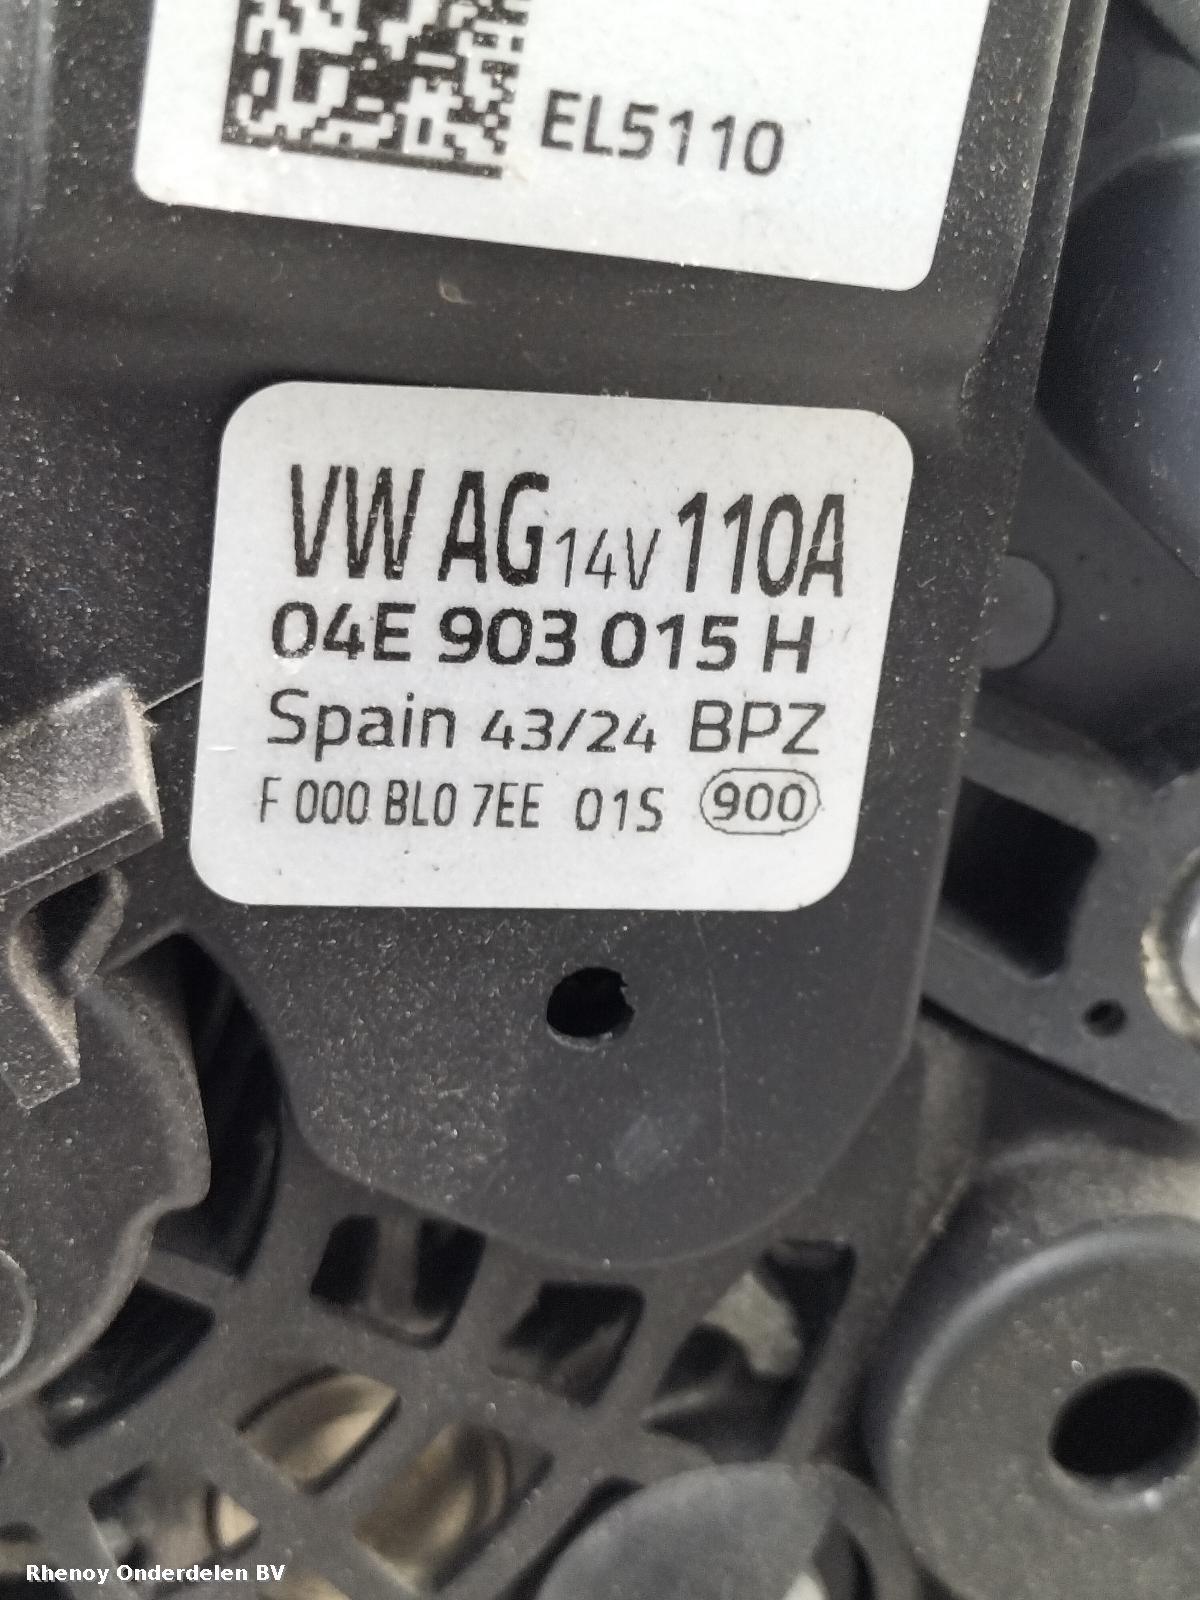 EL5110
VW AG 14V 110A
04E 903 015 H
Spain 43/24 BPZ
F 000 BL0 7EE 01S 900
Rhenoy Onderdelen BV